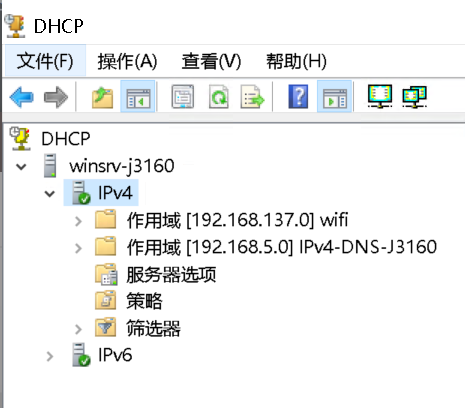 DHCP
文件(F) 操作(A) 查看(V) 帮助(H)
DHCP
winsrv-j3160
IPv4
作用域 [192.168.137.0] wifi
作用域 [192.168.5.0] IPv4-DNS-J3160
服务器选项
策略
筛选器
IPv6